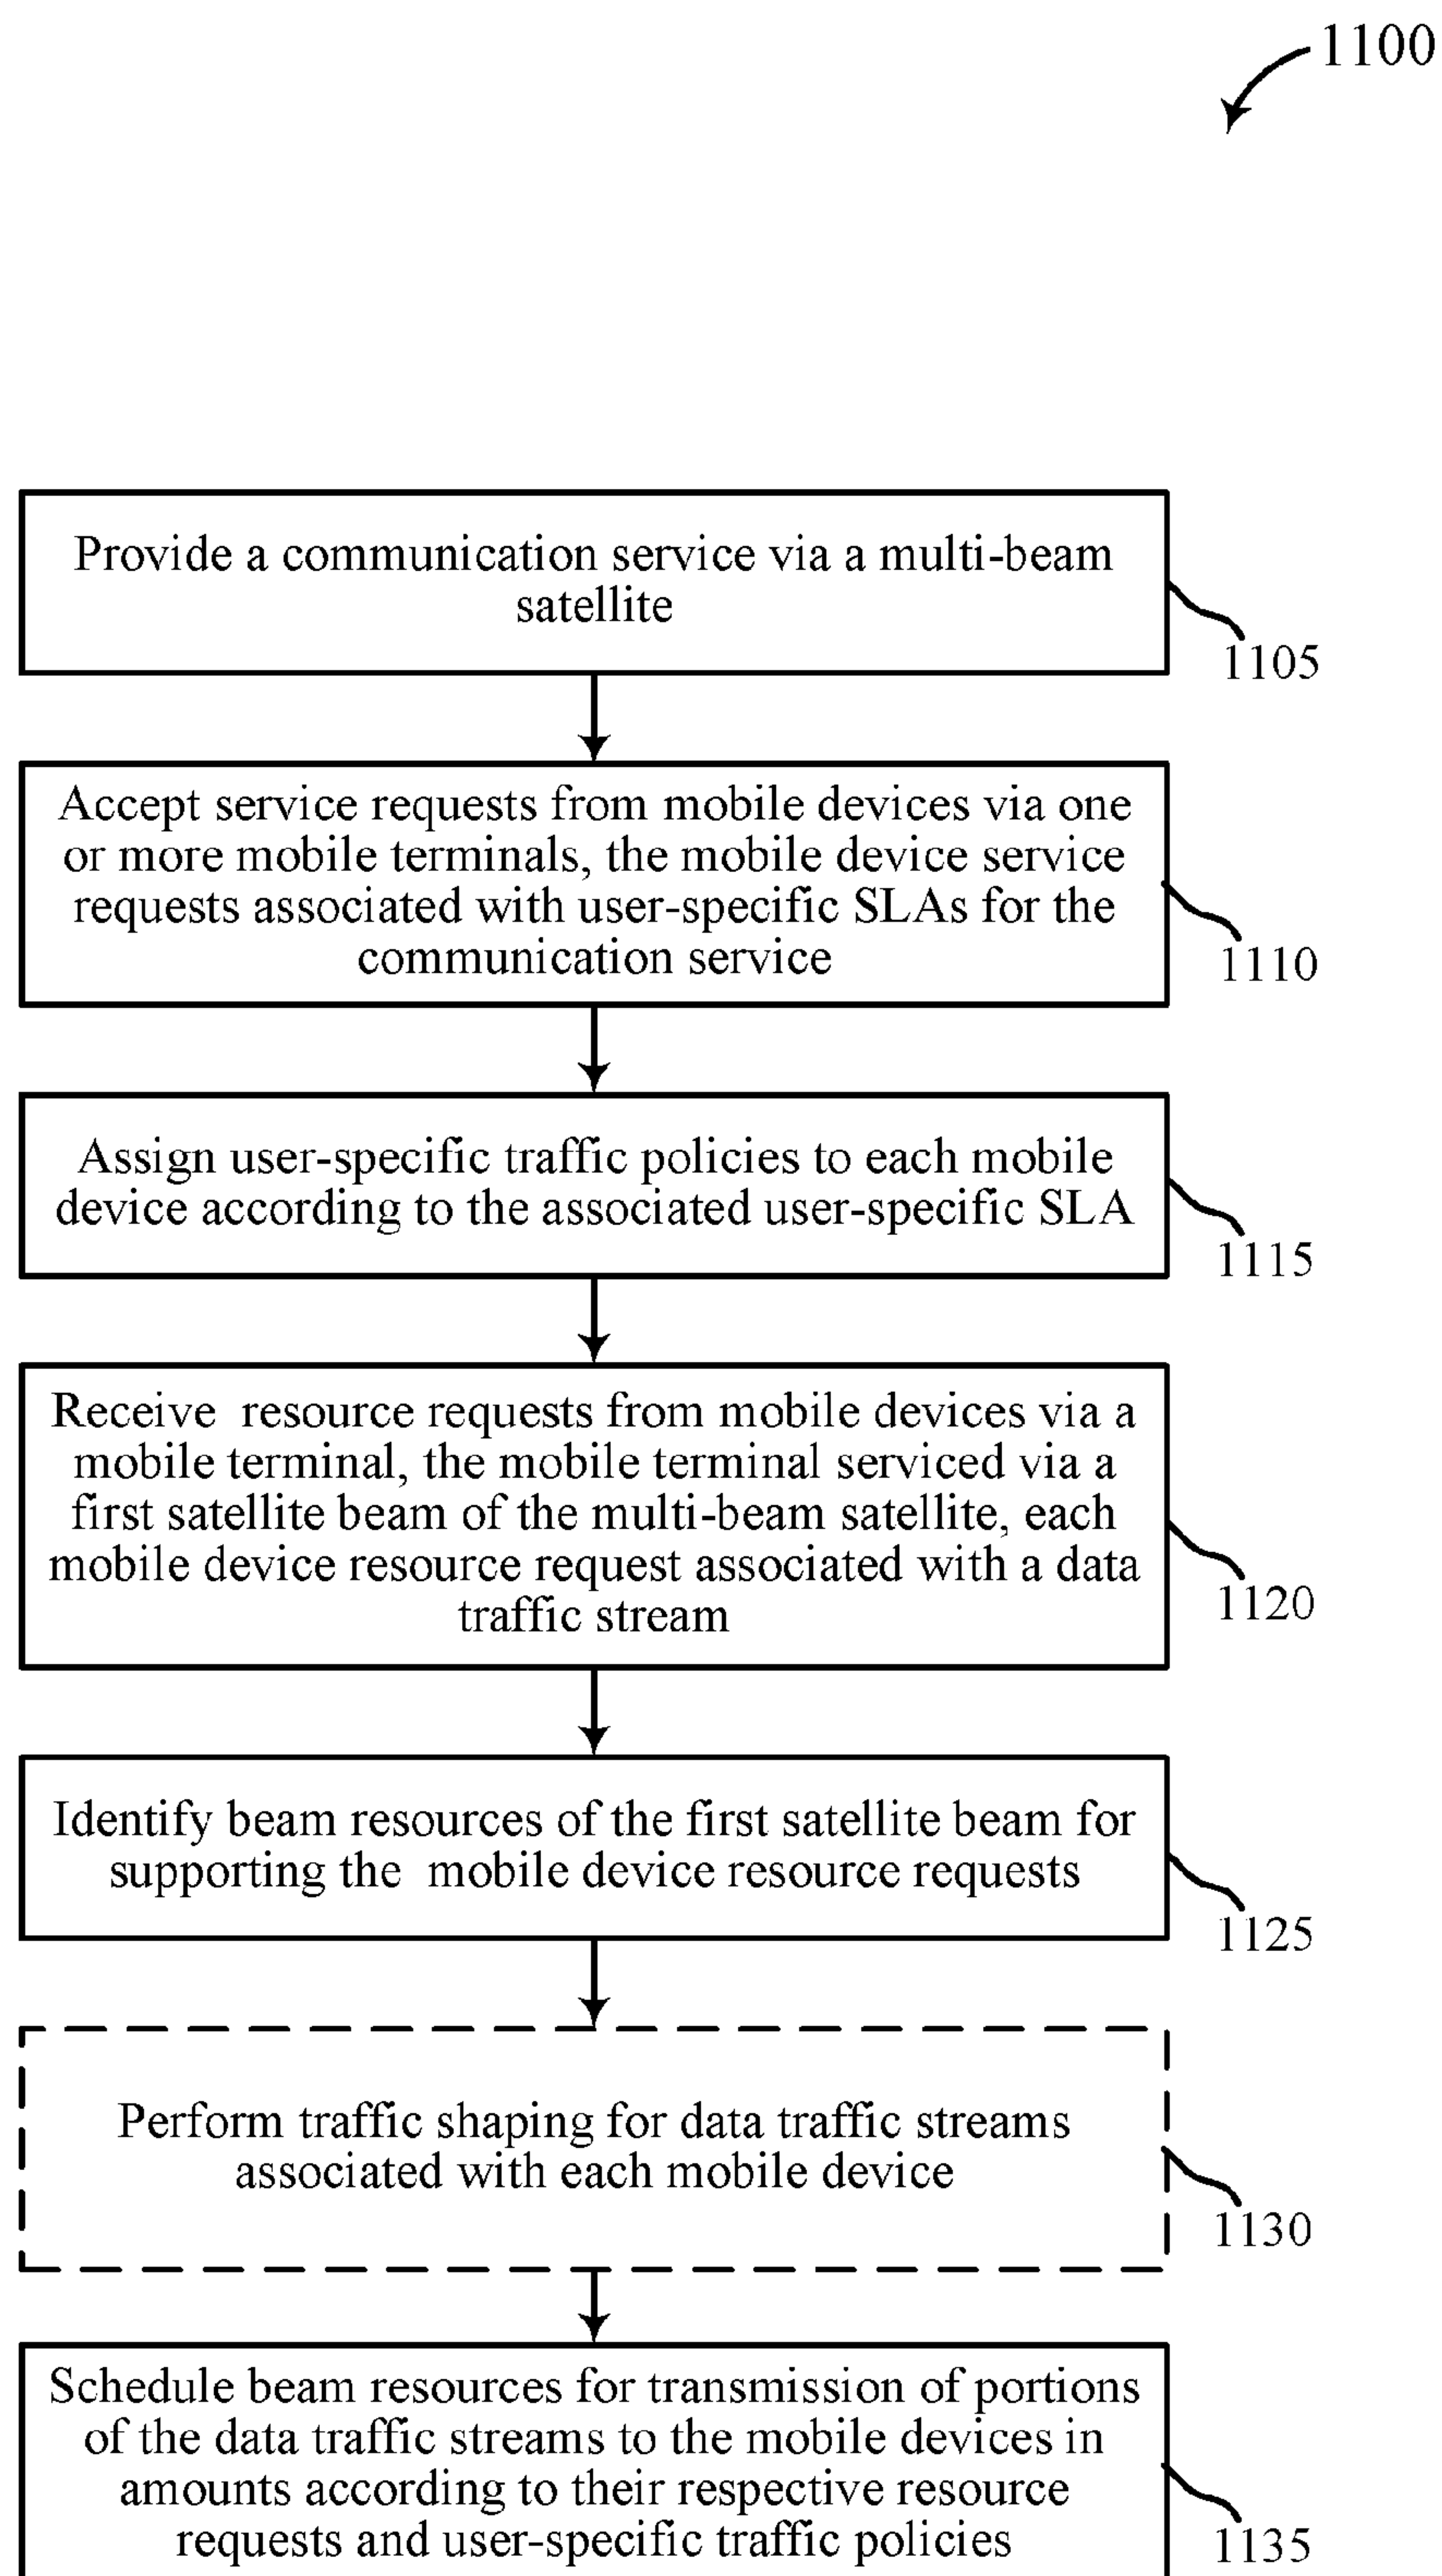 1100
Provide a communication service via a multi-beam
satellite
1105
Accept service requests from mobile devices via one
or more mobile terminals, the mobile device service
requests associated with user-specific SLAs for the
communication service
1110
Assign user-specific traffic policies to each mobile
device according to the associated user-specific SLA
1115
Receive resource requests from mobile devices via a
mobile terminal, the mobile terminal serviced via a
first satellite beam of the multi-beam satellite, each
mobile device resource request associated with a data
traffic stream
1120
Identify beam resources of the first satellite beam for
supporting the mobile device resource requests
1125
Perform traffic shaping for data traffic streams
associated with each mobile device
1130
Schedule beam resources for transmission of portions
of the data traffic streams to the mobile devices in
amounts according to their respective resource
requests and user-specific traffic policies
1135